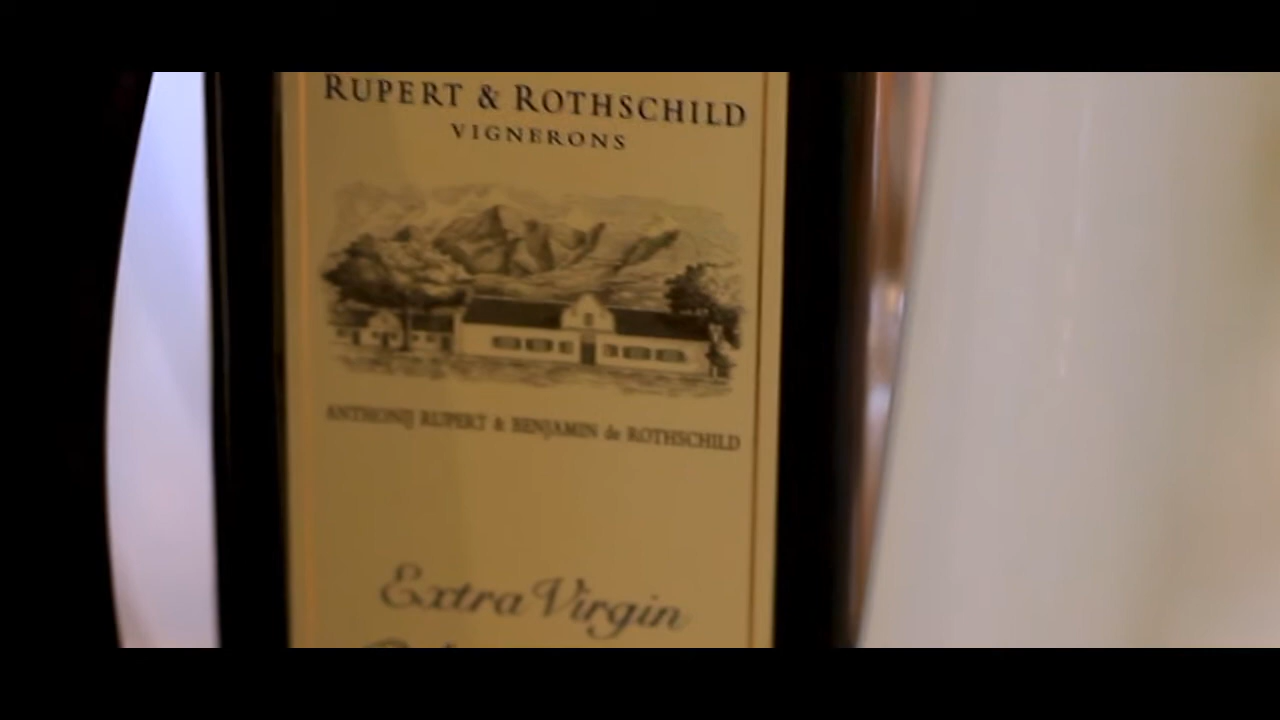 RUPERT & ROTHSCHILD
VIGNERONS
ANTHONIJ RUPERT & BENJAMIN de ROTHSCHILD
Extra Virgin